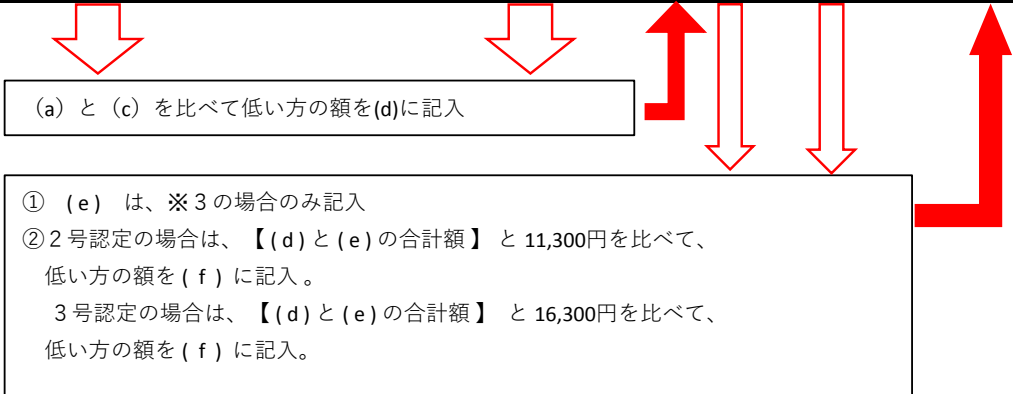 （a）と（c）を比べて低い方の額を(d)に記入
①　(e)　は、※３の場合のみ記入
②２号認定の場合は、【(d)と(e)の合計額】 と 11,300円を比べて、
低い方の額を( f ) に記入。
３号認定の場合は、【(d)と(e)の合計額】 と 16,300円を比べて、
低い方の額を( f ) に記入。